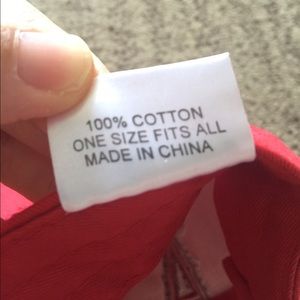 100% COTTON
ONE SIZE FITS ALL
MADE IN CHINA